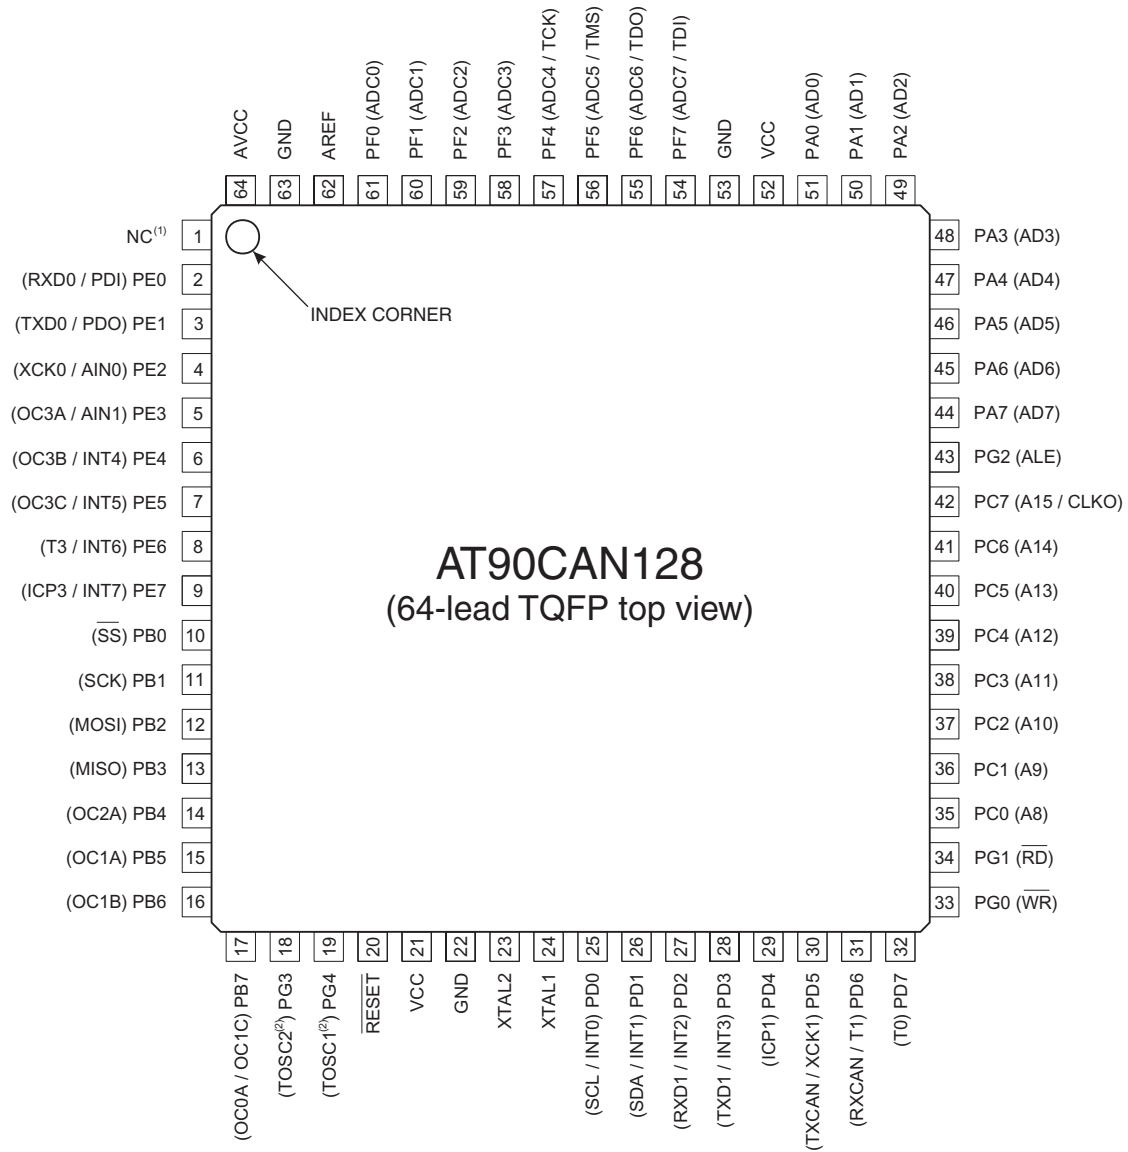 AVCC
GND
AREF
PF0 (ADC0)
PF1 (ADC1)
PF2 (ADC2)
PF3 (ADC3)
PF4 (ADC4 / TCK)
PF5 (ADC5 / TMS)
PF6 (ADC6 / TDO)
PF7 (ADC7 / TDI)
GND
VCC
PA0 (AD0)
PA1 (AD1)
PA2 (AD2)
64
63
62
61
60
59
58
57
56
55
54
53
52
51
50
49
NC(1) 1
(RXD0 / PDI) PE0 2
(TXD0 / PDO) PE1 3
(XCK0 / AIN0) PE2 4
(OC3A / AIN1) PE3 5
(OC3B / INT4) PE4 6
(OC3C / INT5) PE5 7
(T3 / INT6) PE6 8
(ICP3 / INT7) PE7 9
(SS) PB0 10
(SCK) PB1 11
(MOSI) PB2 12
(MISO) PB3 13
(OC2A) PB4 14
(OC1A) PB5 15
(OC1B) PB6 16
INDEX CORNER
AT90CAN128
(64-lead TQFP top view)
48 PA3 (AD3)
47 PA4 (AD4)
46 PA5 (AD5)
45 PA6 (AD6)
44 PA7 (AD7)
43 PG2 (ALE)
42 PC7 (A15 / CLKO)
41 PC6 (A14)
40 PC5 (A13)
39 PC4 (A12)
38 PC3 (A11)
37 PC2 (A10)
36 PC1 (A9)
35 PC0 (A8)
34 PG1 (RD)
33 PG0 (WR)
17
18
19
20
21
22
23
24
25
26
27
28
29
30
31
32
(OC0A / OC1C) PB7
(TOSC2(2)) PG3
(TOSC1(2)) PG4
RESET
VCC
GND
XTAL2
XTAL1
(SCL / INT0) PD0
(SDA / INT1) PD1
(RXD1 / INT2) PD2
(TXD1 / INT3) PD3
(ICP1) PD4
(TXCAN / XCK1) PD5
(RXCAN / T1) PD6
(T0) PD7